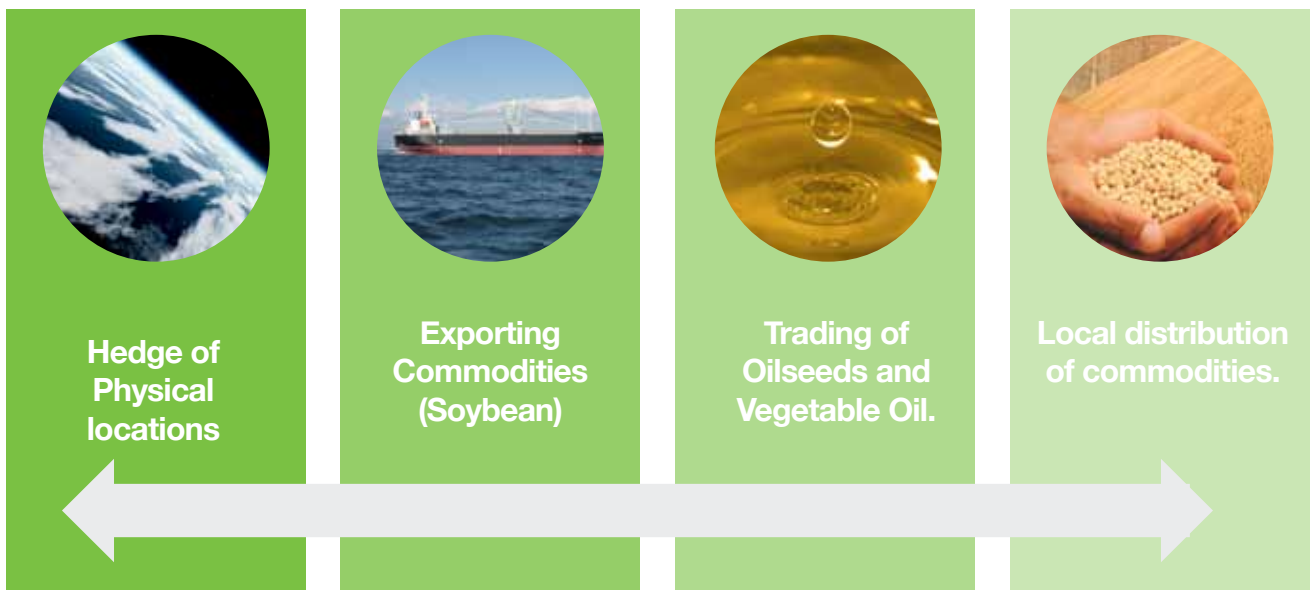 Hedge of
Physical
locations
Exporting
Commodities
(Soybean)
Trading of
Oilseeds and
Vegetable Oil.
Local distribution
of commodities.